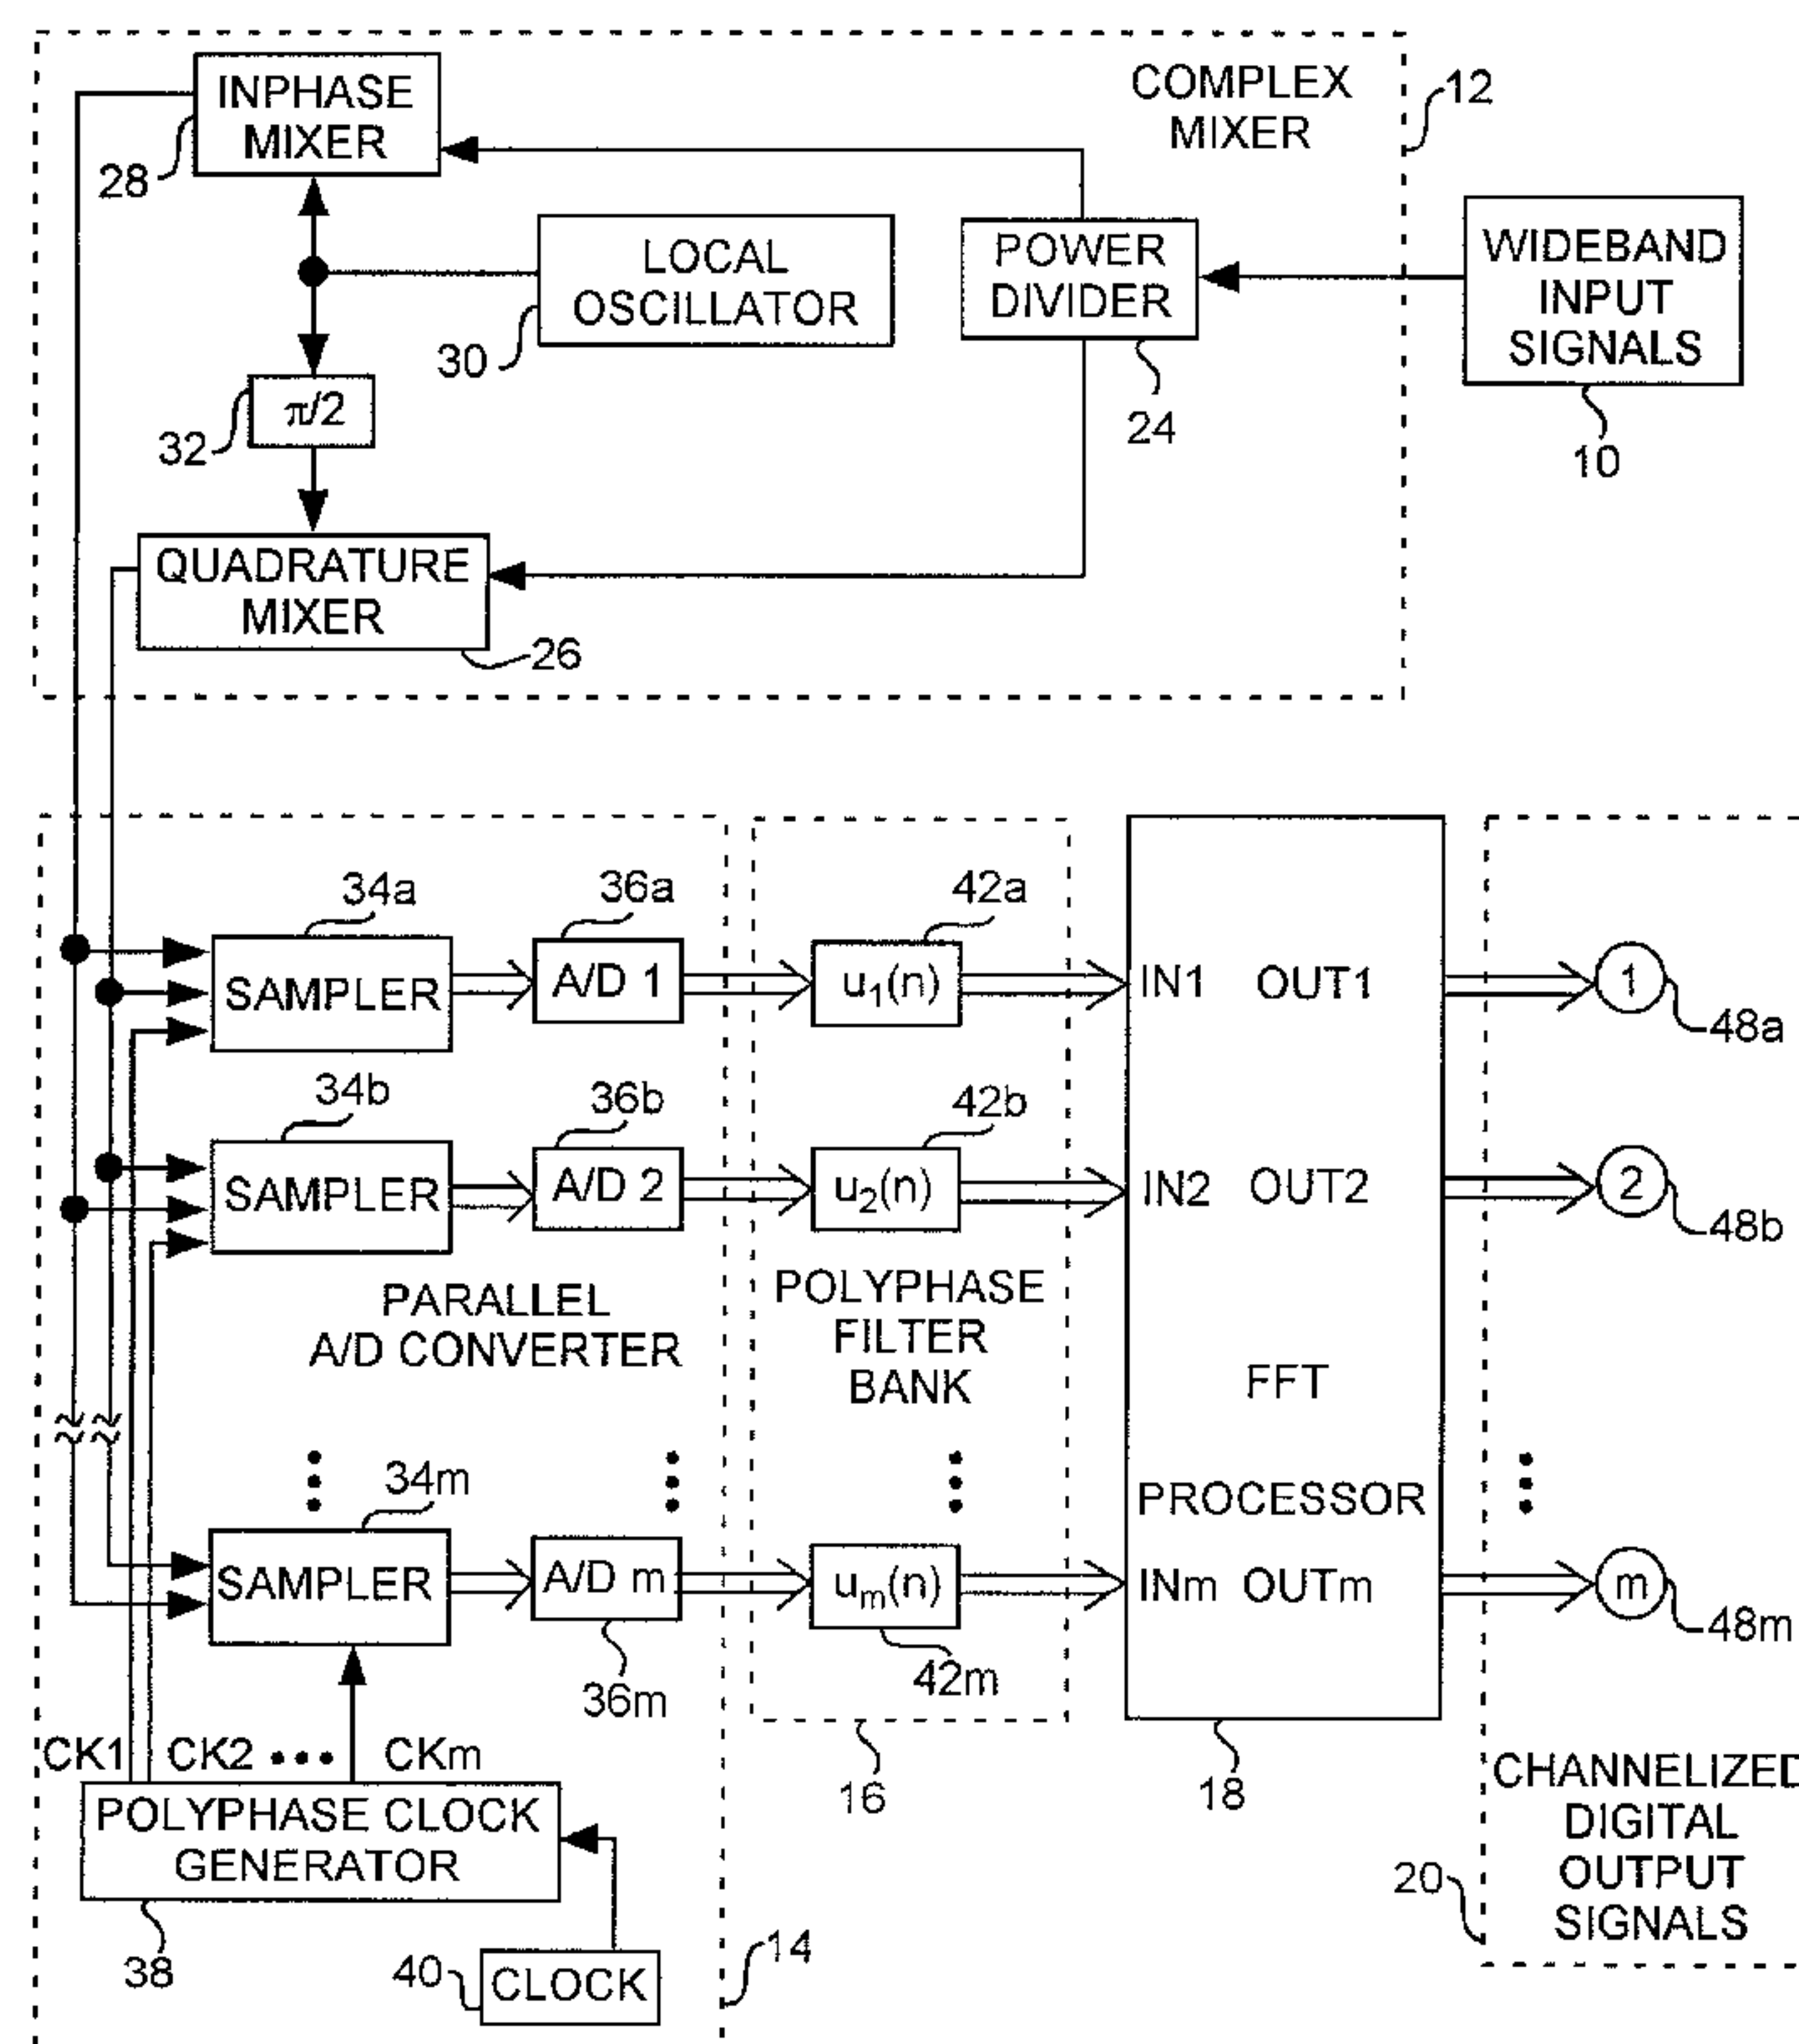 INPHASE
MIXER
28
COMPLEX
MIXER
12
LOCAL
OSCILLATOR
30
POWER
DIVIDER
24
WIDEBAND
INPUT
SIGNALS
10
π/2
32
QUADRATURE
MIXER
26
34a
SAMPLER
36a
A/D 1
42a
u₁(n)
IN1 OUT1
1
48a
34b
SAMPLER
36b
A/D 2
42b
u₂(n)
IN2 OUT2
2
48b
PARALLEL
A/D CONVERTER
POLYPHASE
FILTER
BANK
FFT
PROCESSOR
34m
SAMPLER
A/D m
36m
uₘ(n)
42m
INm OUTm
m
48m
CK1 CK2 ••• CKm
POLYPHASE CLOCK
GENERATOR
38
40
CLOCK
14
16
18
CHANNELIZED
DIGITAL
OUTPUT
SIGNALS
20